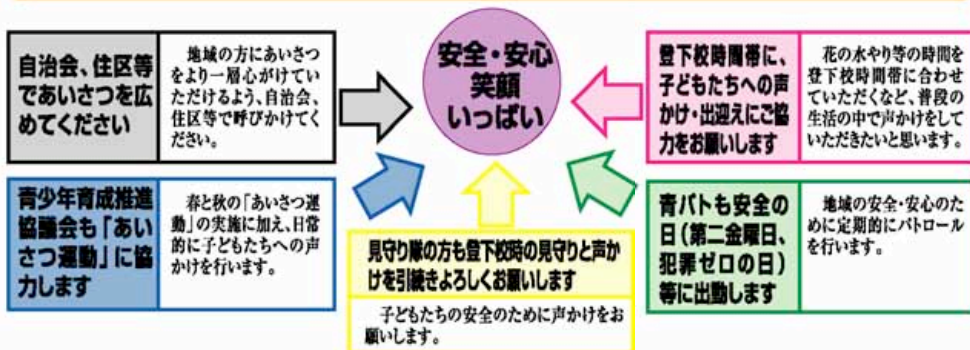 自治会、住区等
であいさつを広
めてください
地域の方にあいさつ
をより一層心がけてい
ただけるよう、自治会、
住区等で呼びかけてく
ださい。
安全・安心
笑顔
いっぱい
登下校時間帯に、
子どもたちへの声
かけ・出迎えにご協
力をお願いします
花の水やり等の時間を
登下校時間帯に合わせ
ていただくなど、普段の
生活の中で声かけをして
いただきたいと思います。
青少年育成推進
協議会も「あい
さつ運動」に協
力します
春と秋の「あいさつ運
動」の実施に加え、日常
的に子どもたちへの声
かけを行います。
見守り隊の方も登下校時の見守りと声か
けを引続きよろしくお願いします
子どもたちの安全のために声かけをお
願いします。
青パトも安全の
日(第二金曜日、
犯罪ゼロの日)
等に出動します
地域の安全・安心のた
めに定期的にパトロール
を行います。